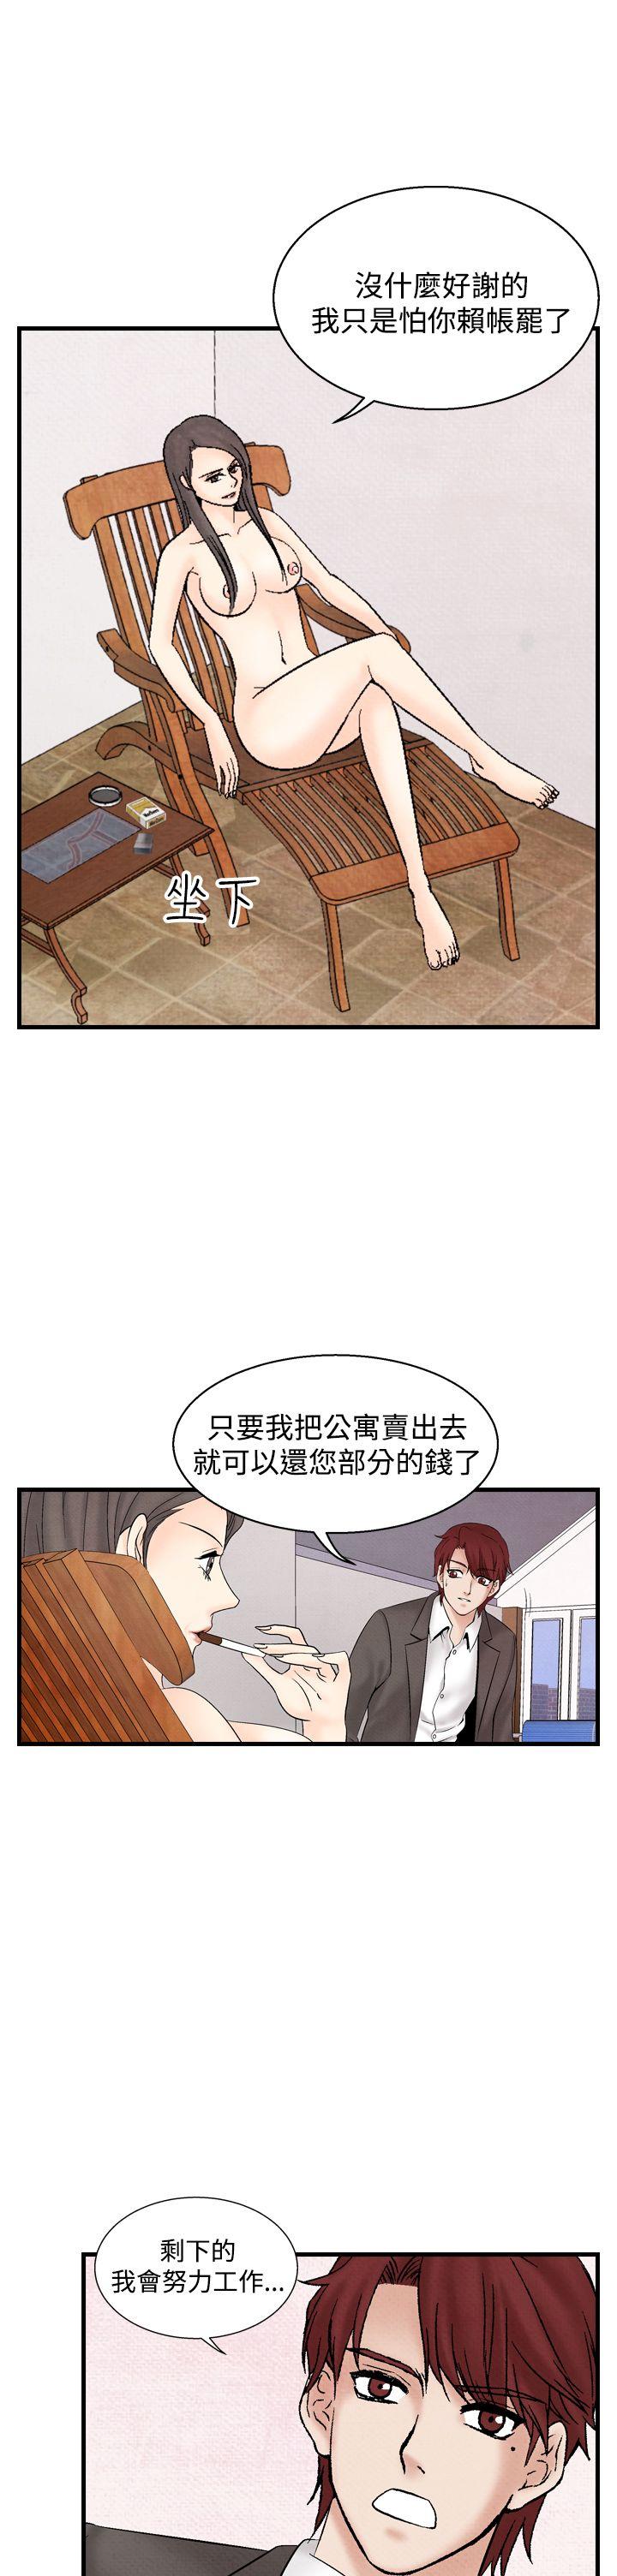 沒什麼好謝的
我只是怕你賴帳罷了
坐下
只要我把公寓賣出去
就可以還您部分的錢了
剩下的
我會努力工作…